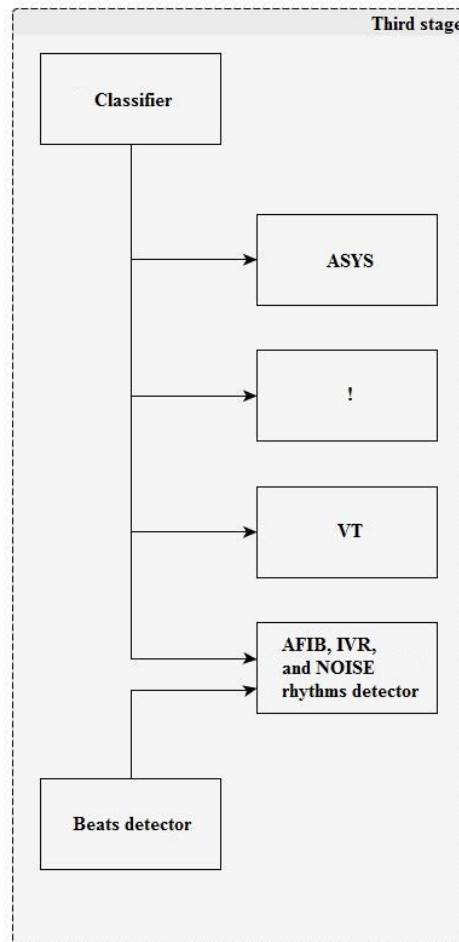 Third stage
Classifier
ASYS
!
VT
AFIB, IVR,
and NOISE
rhythms detector
Beats detector